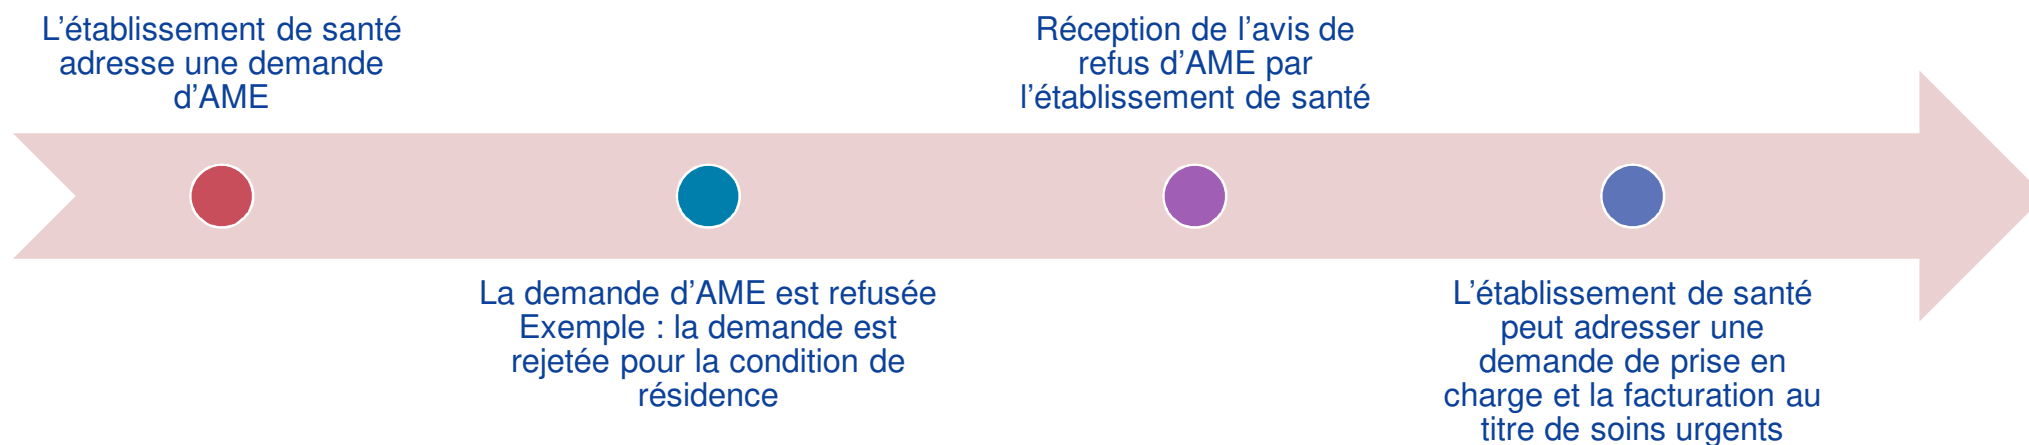 L’établissement de santé
adresse une demande
d’AME
La demande d’AME est refusée
Exemple : la demande est
rejetée pour la condition de
résidence
Réception de l’avis de
refus d’AME par
l’établissement de santé
L’établissement de santé
peut adresser une
demande de prise en
charge et la facturation au
titre de soins urgents